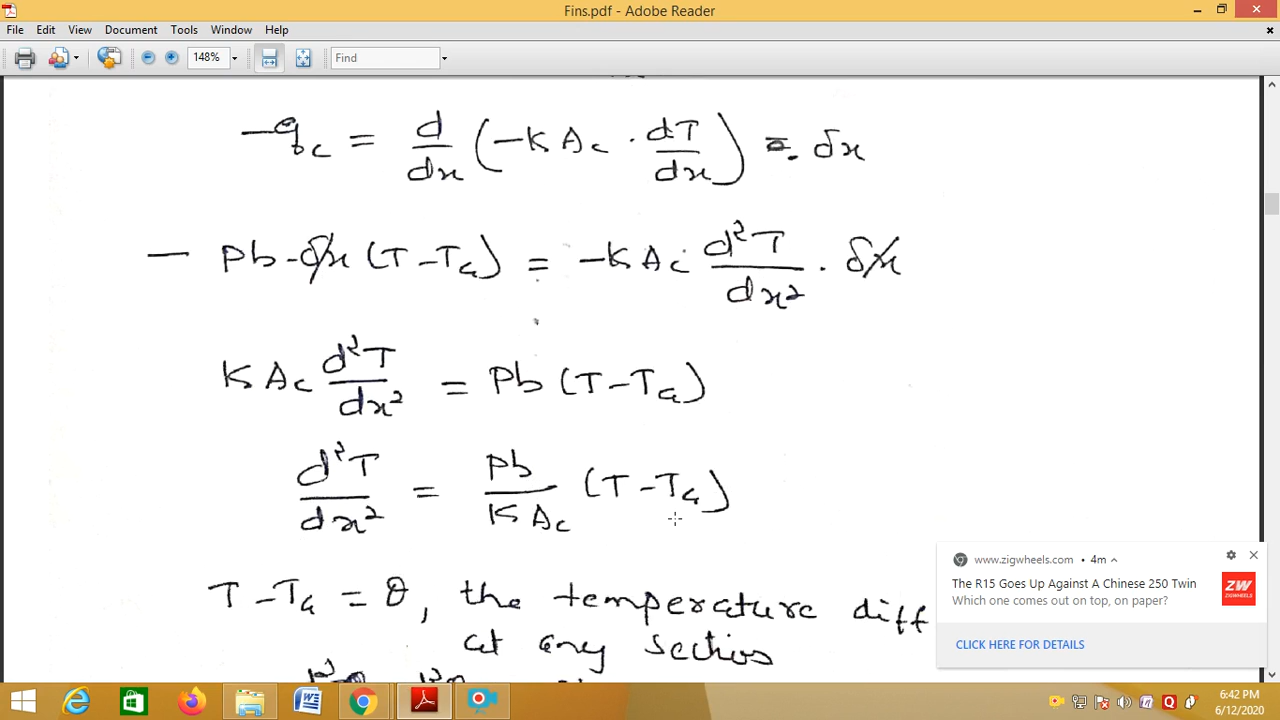 Fins.pdf - Adobe Reader
File Edit View Document Tools Window Help
148% Find
-q_c = d/dx (-K A_c · dT/dx) = . δx
- Pb - δx (T - T_a) = -K A_c d²T/dx² · δx
K A_c d²T/dx² = Pb (T - T_a)
d²T/dx² = Pb/K A_c (T - T_a)
T - T_a = θ, the temperature diff
at any section
www.zigwheels.com • 4m
The R15 Goes Up Against A Chinese 250 Twin
Which one comes out on top, on paper?
ZW
CLICK HERE FOR DETAILS
6:42 PM
6/12/2020